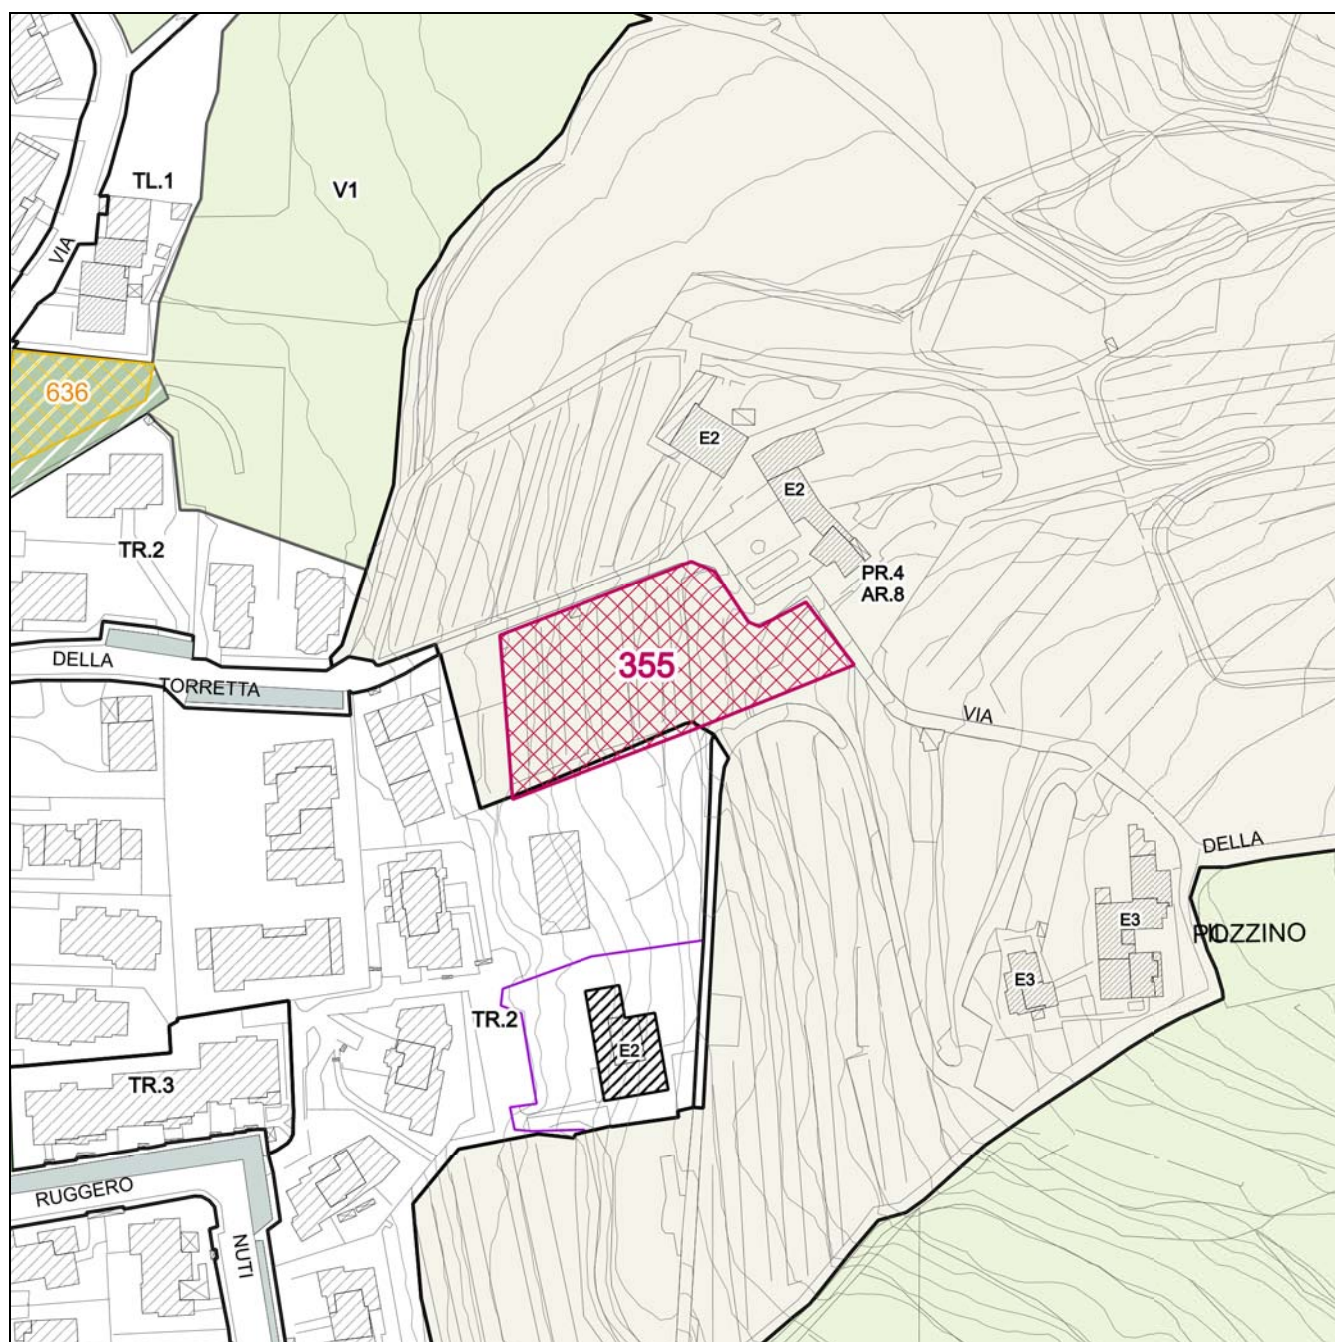 TL.1
V1
VIA
636
E2
E2
TR.2
PR.4
AR.8
DELLA
TORRETTA
355
VIA
DELLA
PIOZZINO
E3
E3
TR.2
E2
TR.3
RUGGERO
NUTI